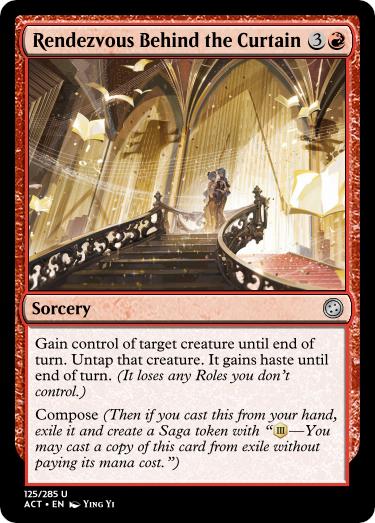 Rendezvous Behind the Curtain 3
Sorcery
Gain control of target creature until end of
turn. Untap that creature. It gains haste until
end of turn. (It loses any Roles you don't
control.)
Compose (Then if you cast this from your hand,
exile it and create a Saga token with “III—You
may cast a copy of this card from exile without
paying its mana cost.”)
125/285 U
ACT • EN Ying Yi